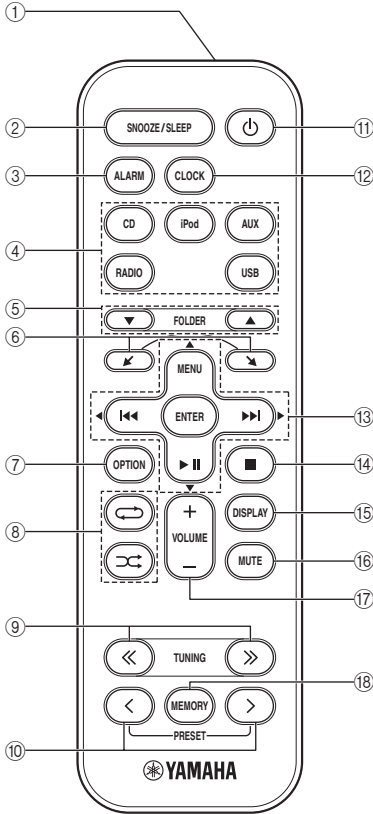 ①
② SNOOZE/SLEEP ⑪
③ ALARM CLOCK ⑫
CD iPod AUX
④
RADIO USB
⑤ FOLDER
⑥
MENU
ENTER ⑬
⑦ OPTION ⑭
+ DISPLAY ⑮
⑧ VOLUME
– MUTE ⑯
⑰
⑨ TUNING
MEMORY ⑱
⑩ PRESET
YAMAHA